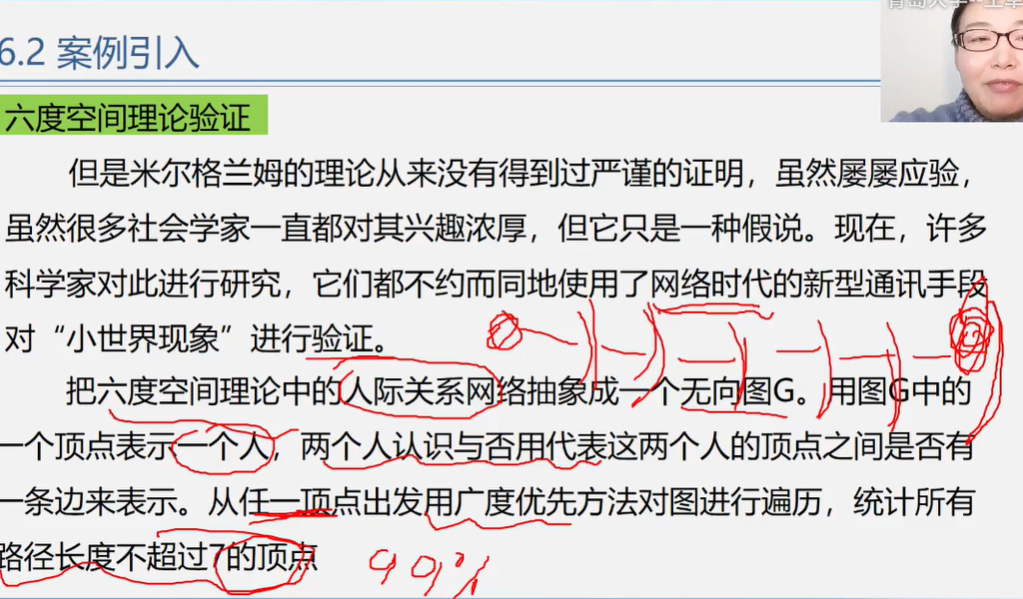 6.2 案例引入
六度空间理论验证
但是米尔格兰姆的理论从来没有得到过严谨的证明，虽然屡屡应验，
虽然很多社会学家一直都对其兴趣浓厚，但它只是一种假说。现在，许多
科学家对此进行研究，它们都不约而同地使用了网络时代的新型通讯手段
对“小世界现象”进行验证。
把六度空间理论中的人际关系网络抽象成一个无向图G。用图G中的
一个顶点表示一个人，两个人认识与否用代表这两个人的顶点之间是否有
一条边来表示。从任一顶点出发用广度优先方法对图进行遍历，统计所有
路径长度不超过7的顶点
99%